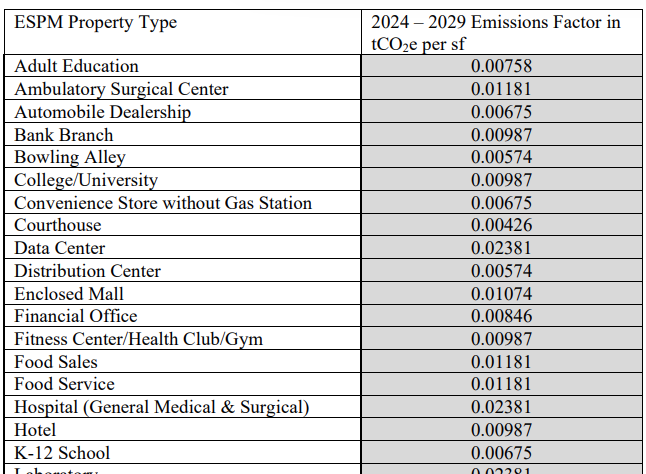 ESPM Property Type
2024 – 2029 Emissions Factor in
tCO₂e per sf
Adult Education 0.00758
Ambulatory Surgical Center 0.01181
Automobile Dealership 0.00675
Bank Branch 0.00987
Bowling Alley 0.00574
College/University 0.00987
Convenience Store without Gas Station 0.00675
Courthouse 0.00426
Data Center 0.02381
Distribution Center 0.00574
Enclosed Mall 0.01074
Financial Office 0.00846
Fitness Center/Health Club/Gym 0.00987
Food Sales 0.01181
Food Service 0.01181
Hospital (General Medical & Surgical) 0.02381
Hotel 0.00987
K-12 School 0.00675
Laboratory 0.02381